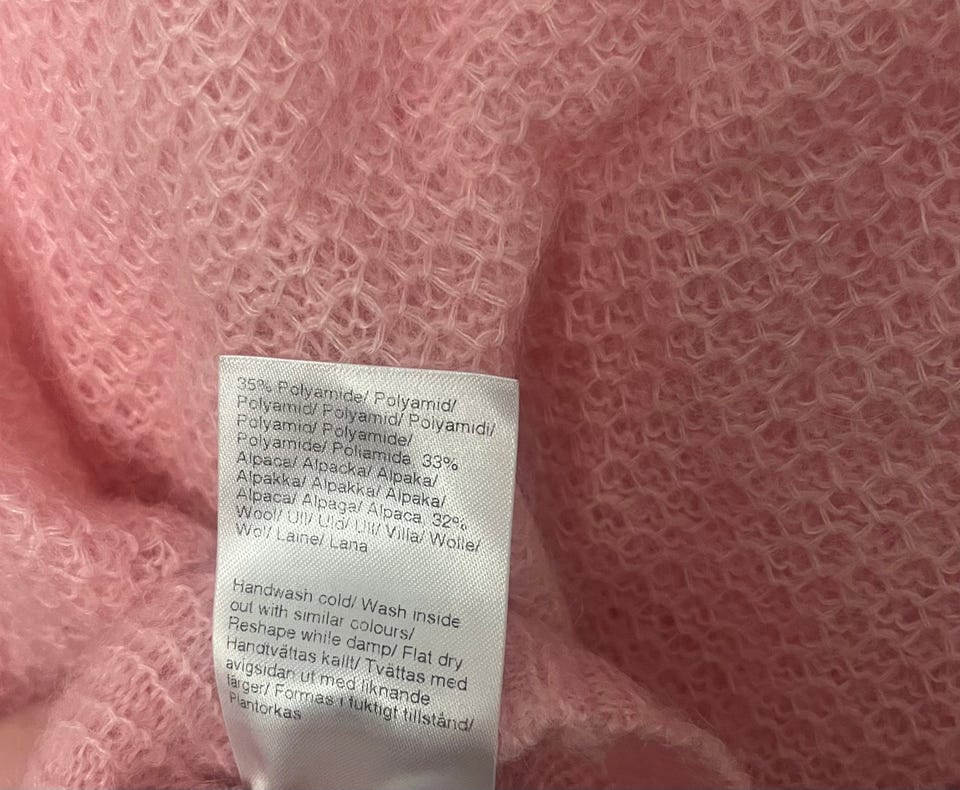 35% Polyamide/ Polyamid/
Polyamid/ Polyamid/ Polyamidi/
Polyamid/ Polyamide/
Polyamide/ Poliamida, 33%
Alpaca/ Alpacka/ Alpaka/
Alpakka/ Alpakka/ Alpaka/
Alpaca/ Alpaga/ Alpaca, 32%
Wool/ Ull/ Uld/ Ull/ Villa/ Wolle/
Wol/ Laine/ Lana
Handwash cold/ Wash inside
out with similar colours/
Reshape while damp/ Flat dry
Handtvättas kallt/ Tvättas med
avigsidan ut med liknande
färger/ Formas i fuktigt tillstånd/
Plantorkas